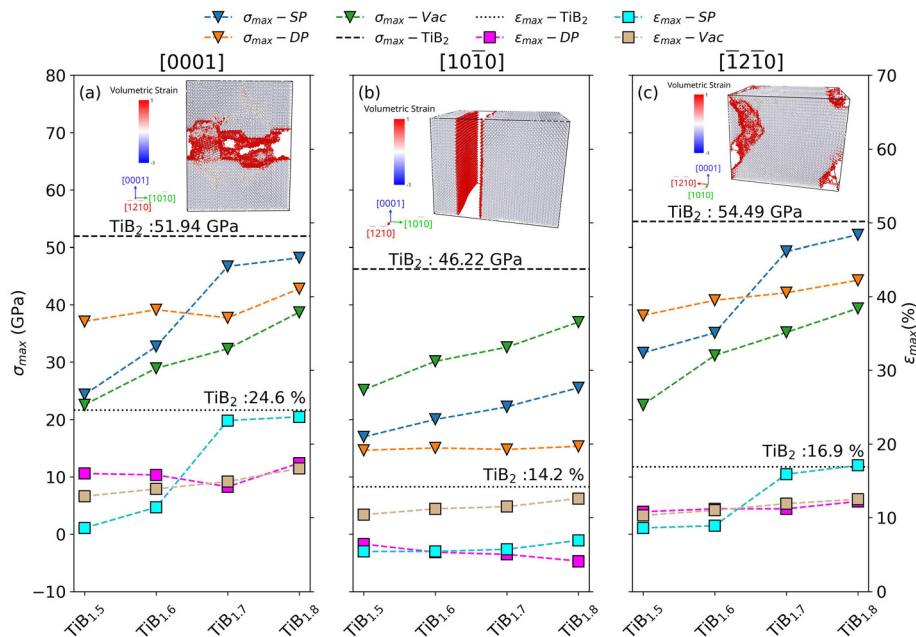 σmax − SP
σmax − Vac
εmax − TiB2
εmax − SP
σmax − DP
σmax − TiB2
εmax − DP
εmax − Vac
[0001]
[101̅0]
[1̅21̅0]
80
70
60
50
40
30
20
10
0
−10
σmax (GPa)
(a)
Volumetric Strain
1
-1
[0001]
[1010]
[1210]
TiB2 :51.94 GPa
TiB2 :24.6 %
TiB1.5
TiB1.6
TiB1.7
TiB1.8
(b)
Volumetric Strain
1
-1
[0001]
[1010]
[1210]
TiB2 : 46.22 GPa
TiB2 :14.2 %
TiB1.5
TiB1.6
TiB1.7
TiB1.8
(c)
Volumetric Strain
1
-1
[0001]
[1210]
[1010]
TiB2 : 54.49 GPa
TiB2 :16.9 %
TiB1.5
TiB1.6
TiB1.7
TiB1.8
70
60
50
40
30
20
10
0
εmax(%)